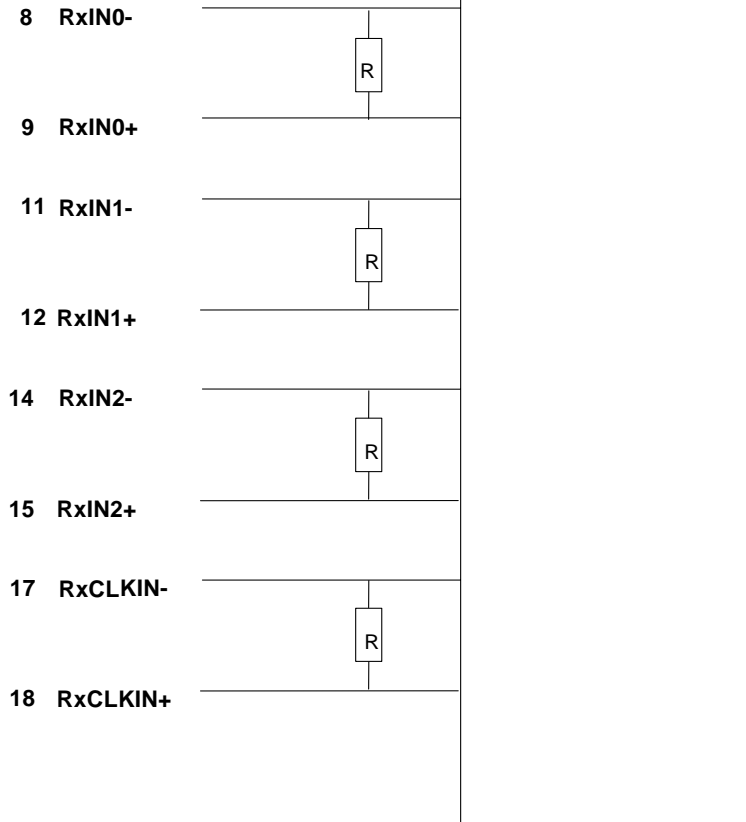 8 RxIN0-
R
9 RxIN0+
11 RxIN1-
R
12 RxIN1+
14 RxIN2-
R
15 RxIN2+
17 RxCLKIN-
R
18 RxCLKIN+